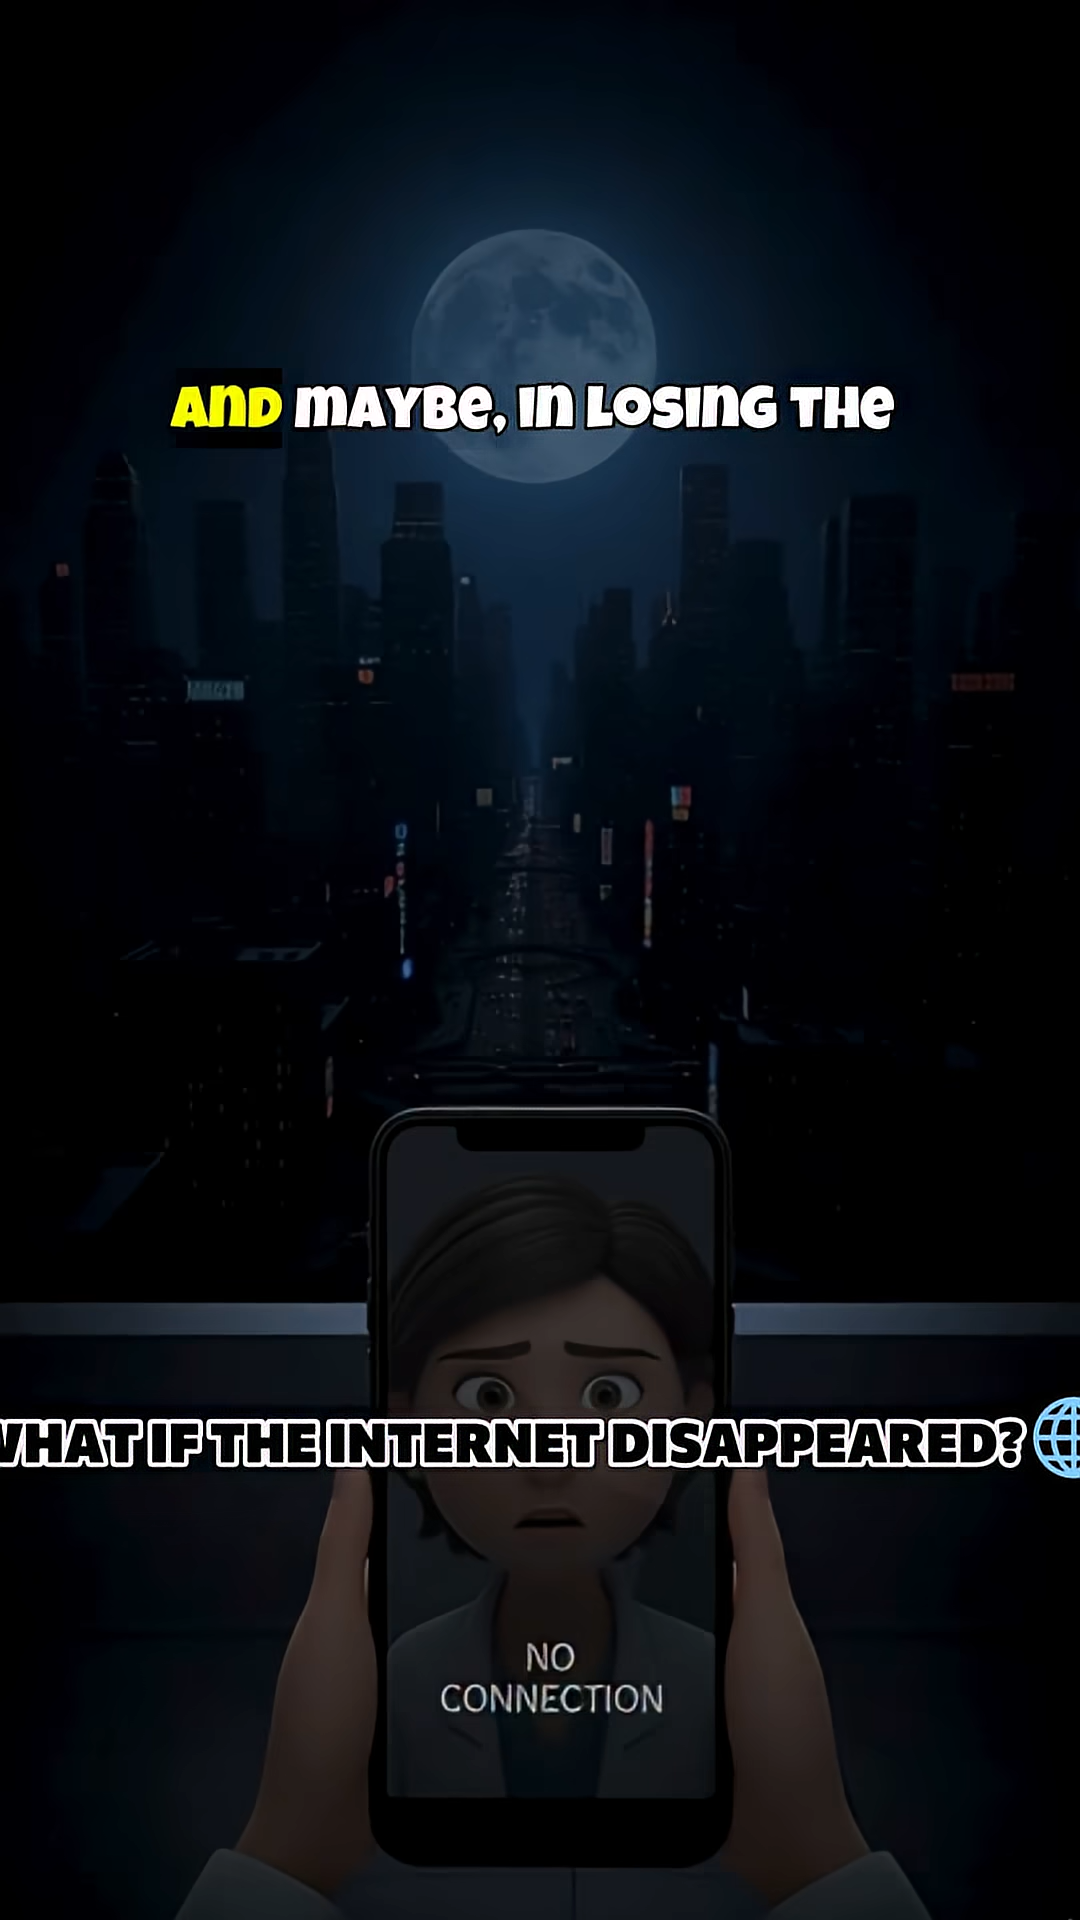 AND MAYBE, IN LOSING THE
WHAT IF THE INTERNET DISAPPEARED? 🌐
NO
CONNECTION